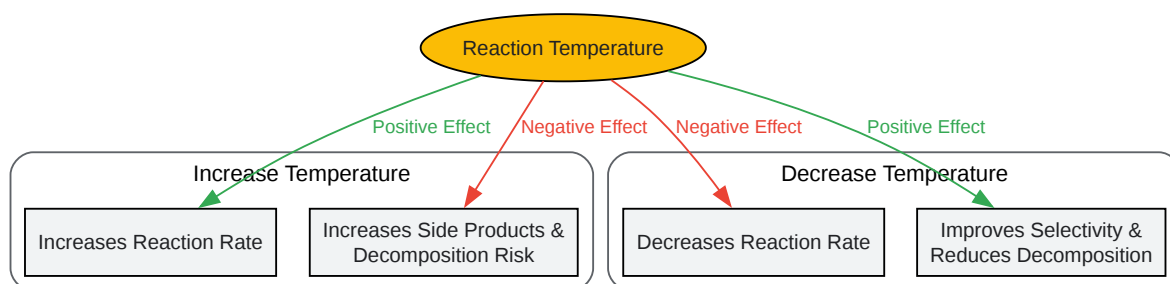 Reaction Temperature
Positive Effect
Negative Effect
Negative Effect
Positive Effect
Increase Temperature
Decrease Temperature
Increases Reaction Rate
Increases Side Products &
Decomposition Risk
Decreases Reaction Rate
Improves Selectivity &
Reduces Decomposition